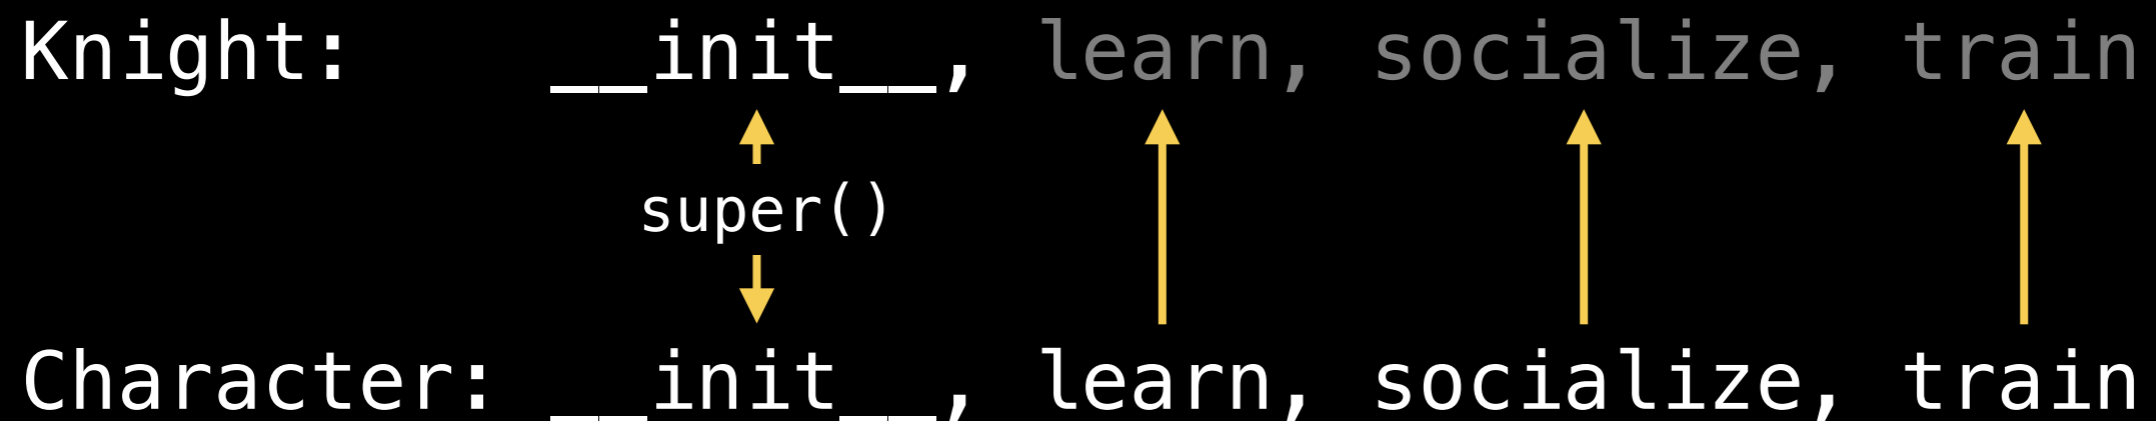 Knight: __init__, learn, socialize, train
super()
Character: __init__, learn, socialize, train